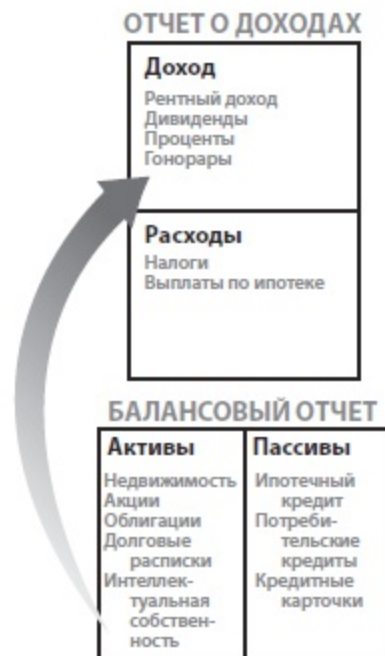 ОТЧЕТ О ДОХОДАХ
Доход
Рентный доход
Дивиденды
Проценты
Гонорары
Расходы
Налоги
Выплаты по ипотеке
БАЛАНСОВЫЙ ОТЧЕТ
Активы
Недвижимость
Акции
Облигации
Долговые
расписки
Интеллек-
туальная
собствен-
ность
Пассивы
Ипотечный
кредит
Потреби-
тельские
кредиты
Кредитные
карточки